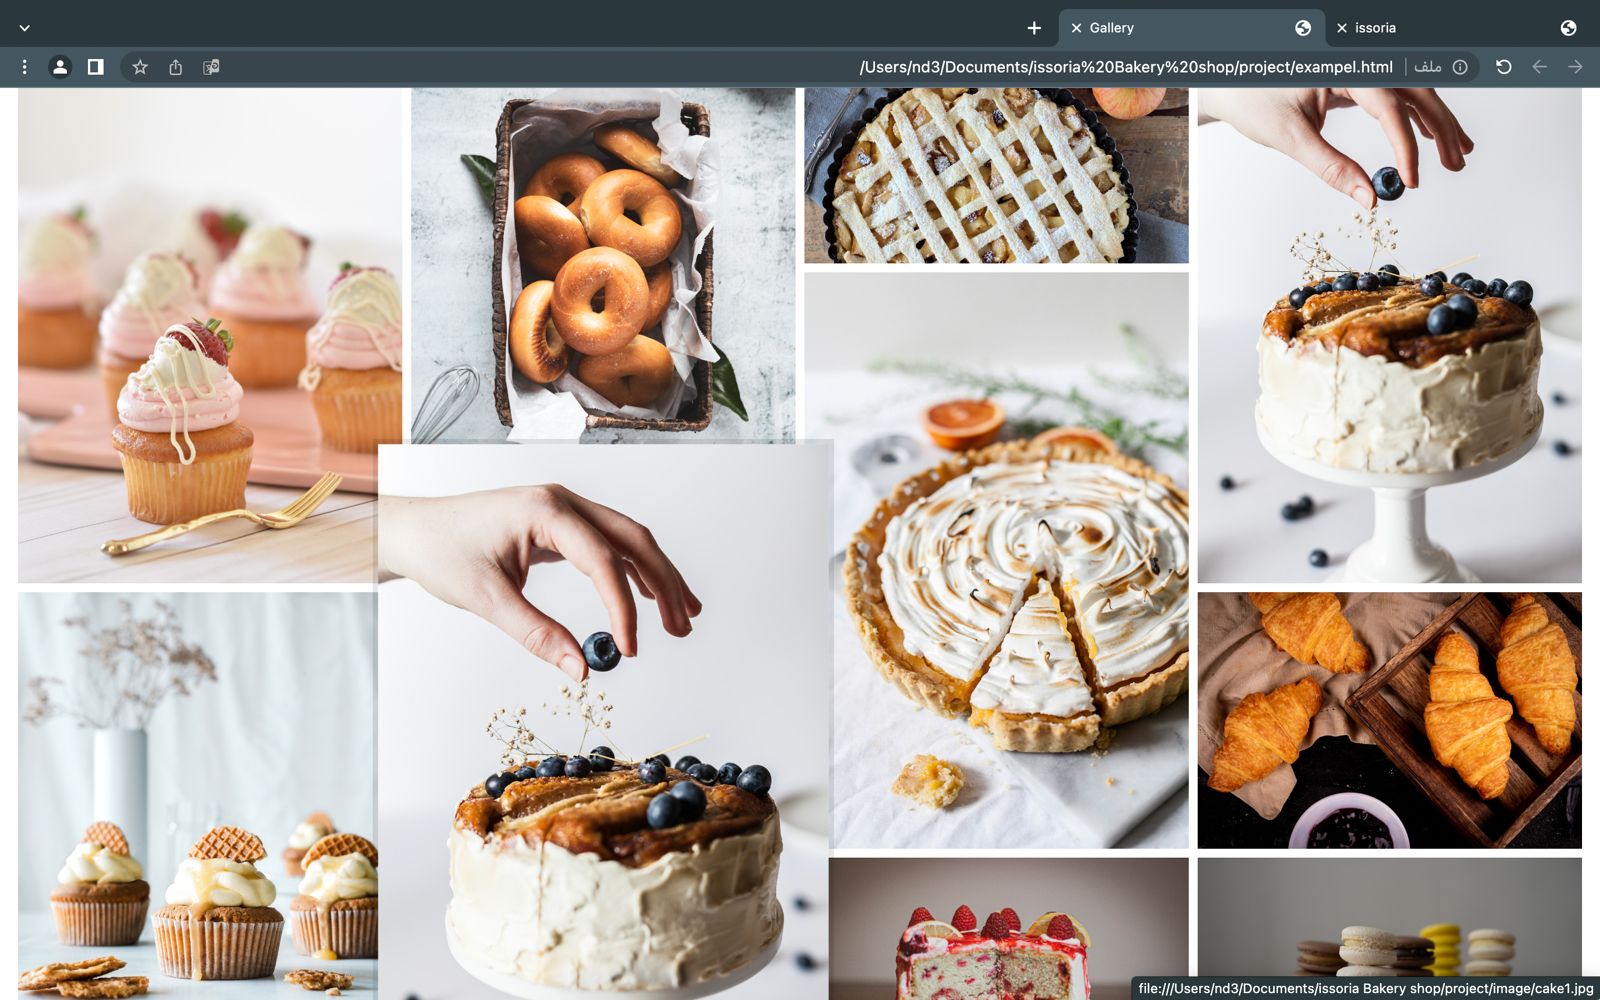 Gallery
issoria
/Users/nd3/Documents/issoria%20Bakery%20shop/project/exampel.html
ملف
file:///Users/nd3/Documents/issoria Bakery shop/project/image/cake1.jpg